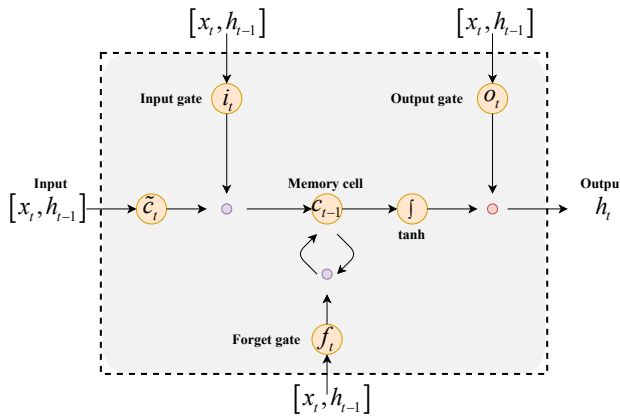 [x_t, h_{t-1}] [x_t, h_{t-1}]
Input gate i_t Output gate o_t
Input Memory cell Outpu
[x_t, h_{t-1}] c̃_t c_{t-1} ∫ h_t
tanh
Forget gate f_t
[x_t, h_{t-1}]